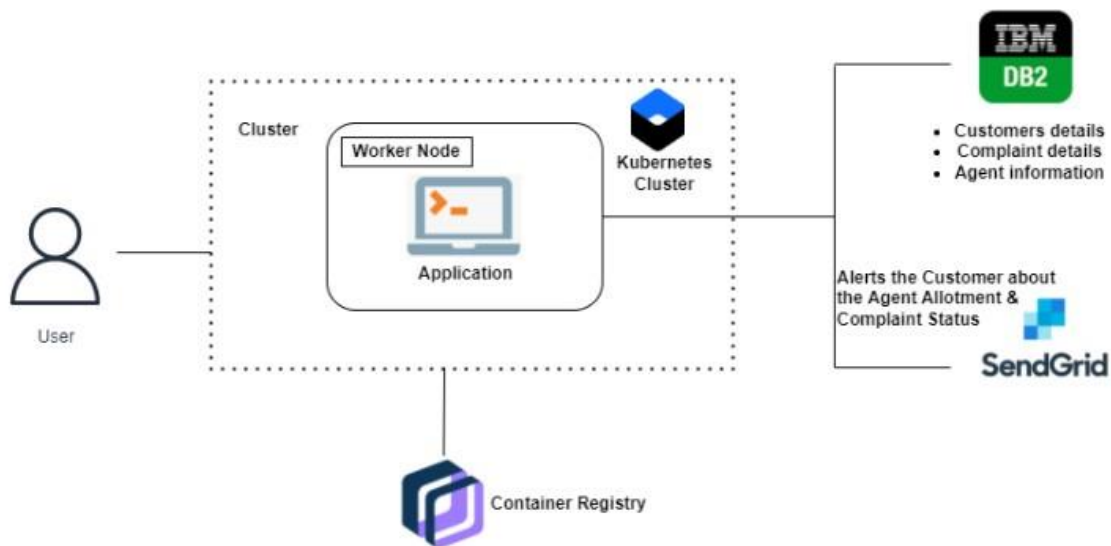 IBM
DB2
Cluster
Worker Node
Kubernetes
Cluster
• Customers details
• Complaint details
• Agent information
Application
User
Alerts the Customer about
the Agent Allotment &
Complaint Status
SendGrid
Container Registry